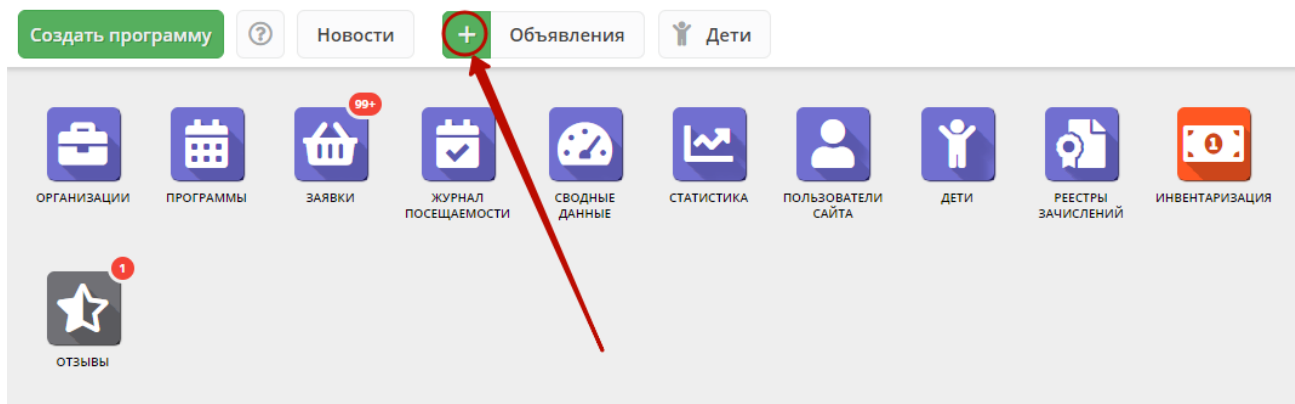 Создать программу
?
Новости
+
Объявления
Дети
99+
ОРГАНИЗАЦИИ
ПРОГРАММЫ
ЗАЯВКИ
ЖУРНАЛ
ПОСЕЩАЕМОСТИ
СВОДНЫЕ
ДАННЫЕ
СТАТИСТИКА
ПОЛЬЗОВАТЕЛИ
САЙТА
ДЕТИ
РЕЕСТРЫ
ЗАЧИСЛЕНИЙ
1
ИНВЕНТАРИЗАЦИЯ
1
ОТЗЫВЫ